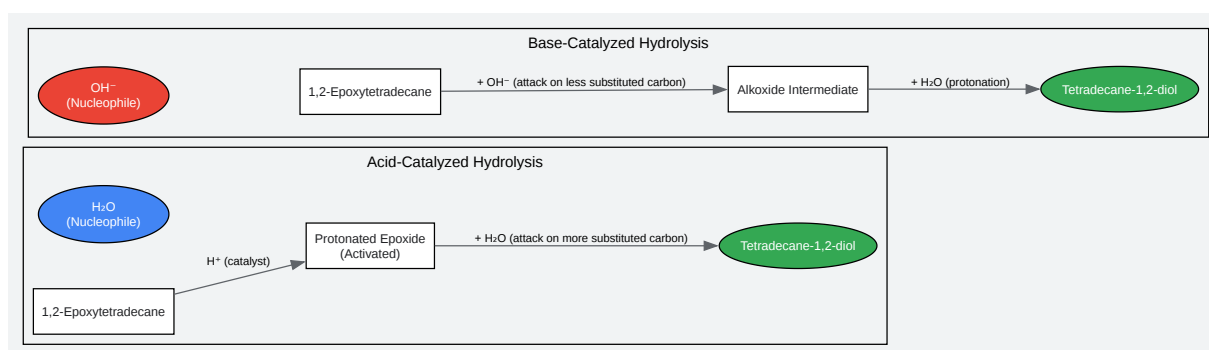 Base-Catalyzed Hydrolysis
OH⁻
(Nucleophile)
1,2-Epoxytetradecane
+ OH⁻ (attack on less substituted carbon)
Alkoxide Intermediate
+ H₂O (protonation)
Tetradecane-1,2-diol
Acid-Catalyzed Hydrolysis
H₂O
(Nucleophile)
1,2-Epoxytetradecane
H⁺ (catalyst)
Protonated Epoxide
(Activated)
+ H₂O (attack on more substituted carbon)
Tetradecane-1,2-diol